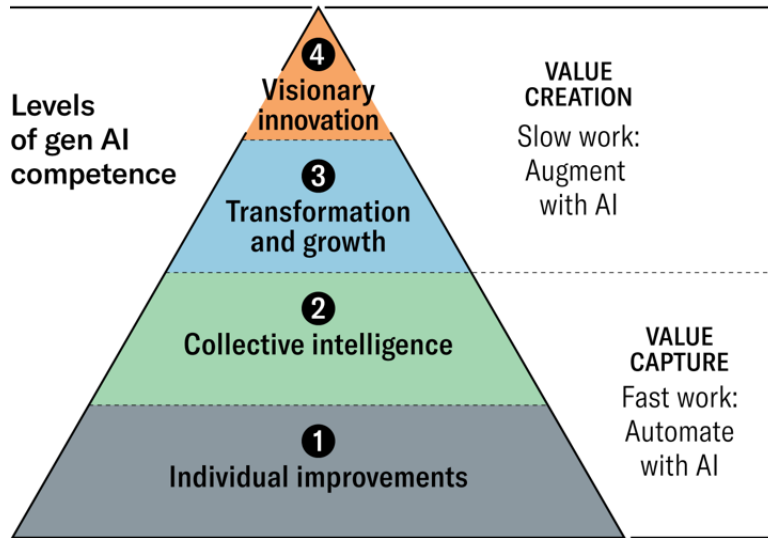 Levels
of gen AI
competence
4
Visionary
innovation
3
Transformation
and growth
2
Collective intelligence
1
Individual improvements
VALUE
CREATION
Slow work:
Augment
with AI
VALUE
CAPTURE
Fast work:
Automate
with AI